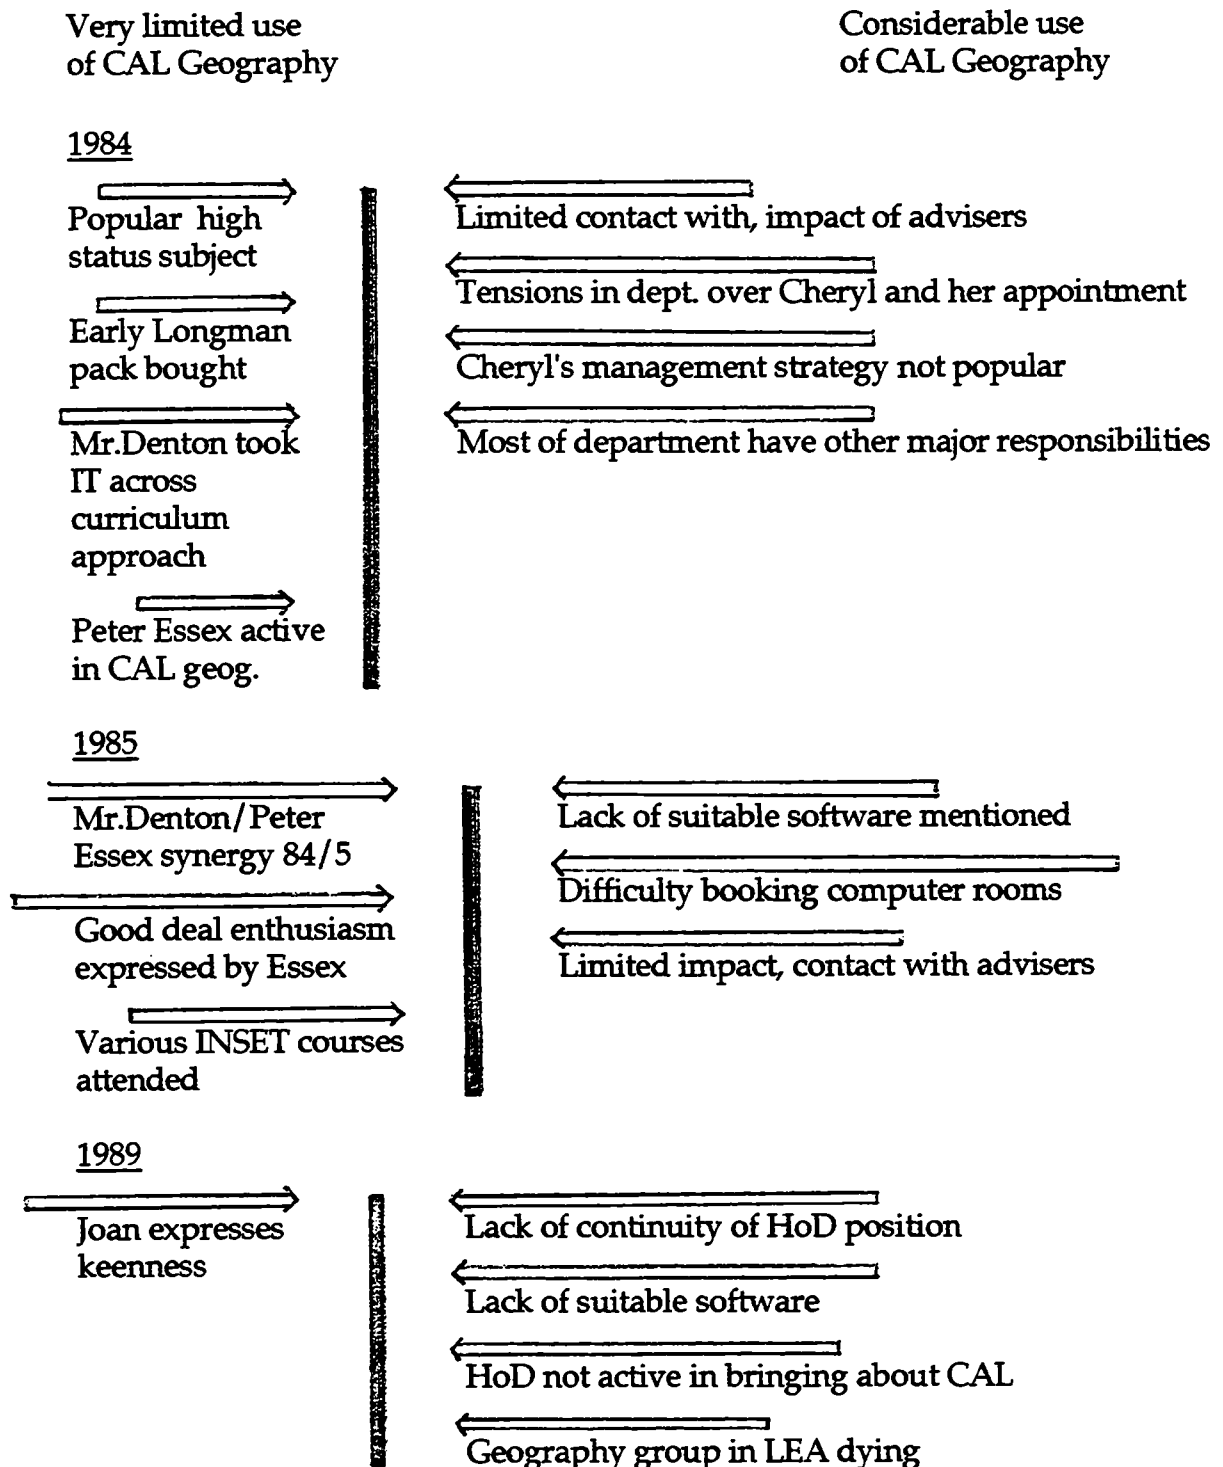 Very limited use
of CAL Geography
Considerable use
of CAL Geography
1984
Popular high
status subject
Early Longman
pack bought
Mr.Denton took
IT across
curriculum
approach
Peter Essex active
in CAL geog.
Limited contact with, impact of advisers
Tensions in dept. over Cheryl and her appointment
Cheryl's management strategy not popular
Most of department have other major responsibilities
1985
Mr.Denton/Peter
Essex synergy 84/5
Good deal enthusiasm
expressed by Essex
Various INSET courses
attended
Lack of suitable software mentioned
Difficulty booking computer rooms
Limited impact, contact with advisers
1989
Joan expresses
keenness
Lack of continuity of HoD position
Lack of suitable software
HoD not active in bringing about CAL
Geography group in LEA dying